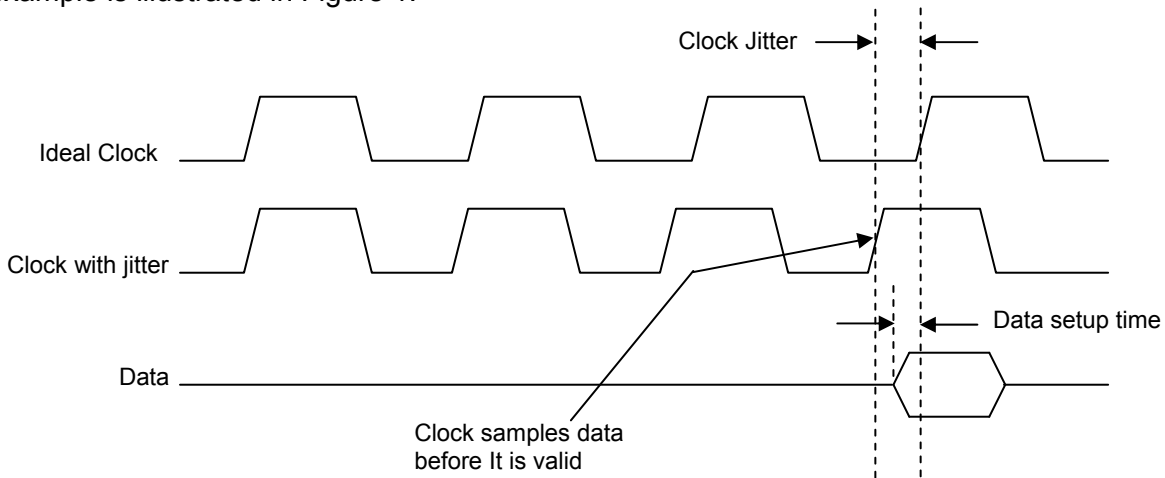 Clock Jitter
Ideal Clock
Clock with jitter
Data setup time
Data
Clock samples data
before It is valid